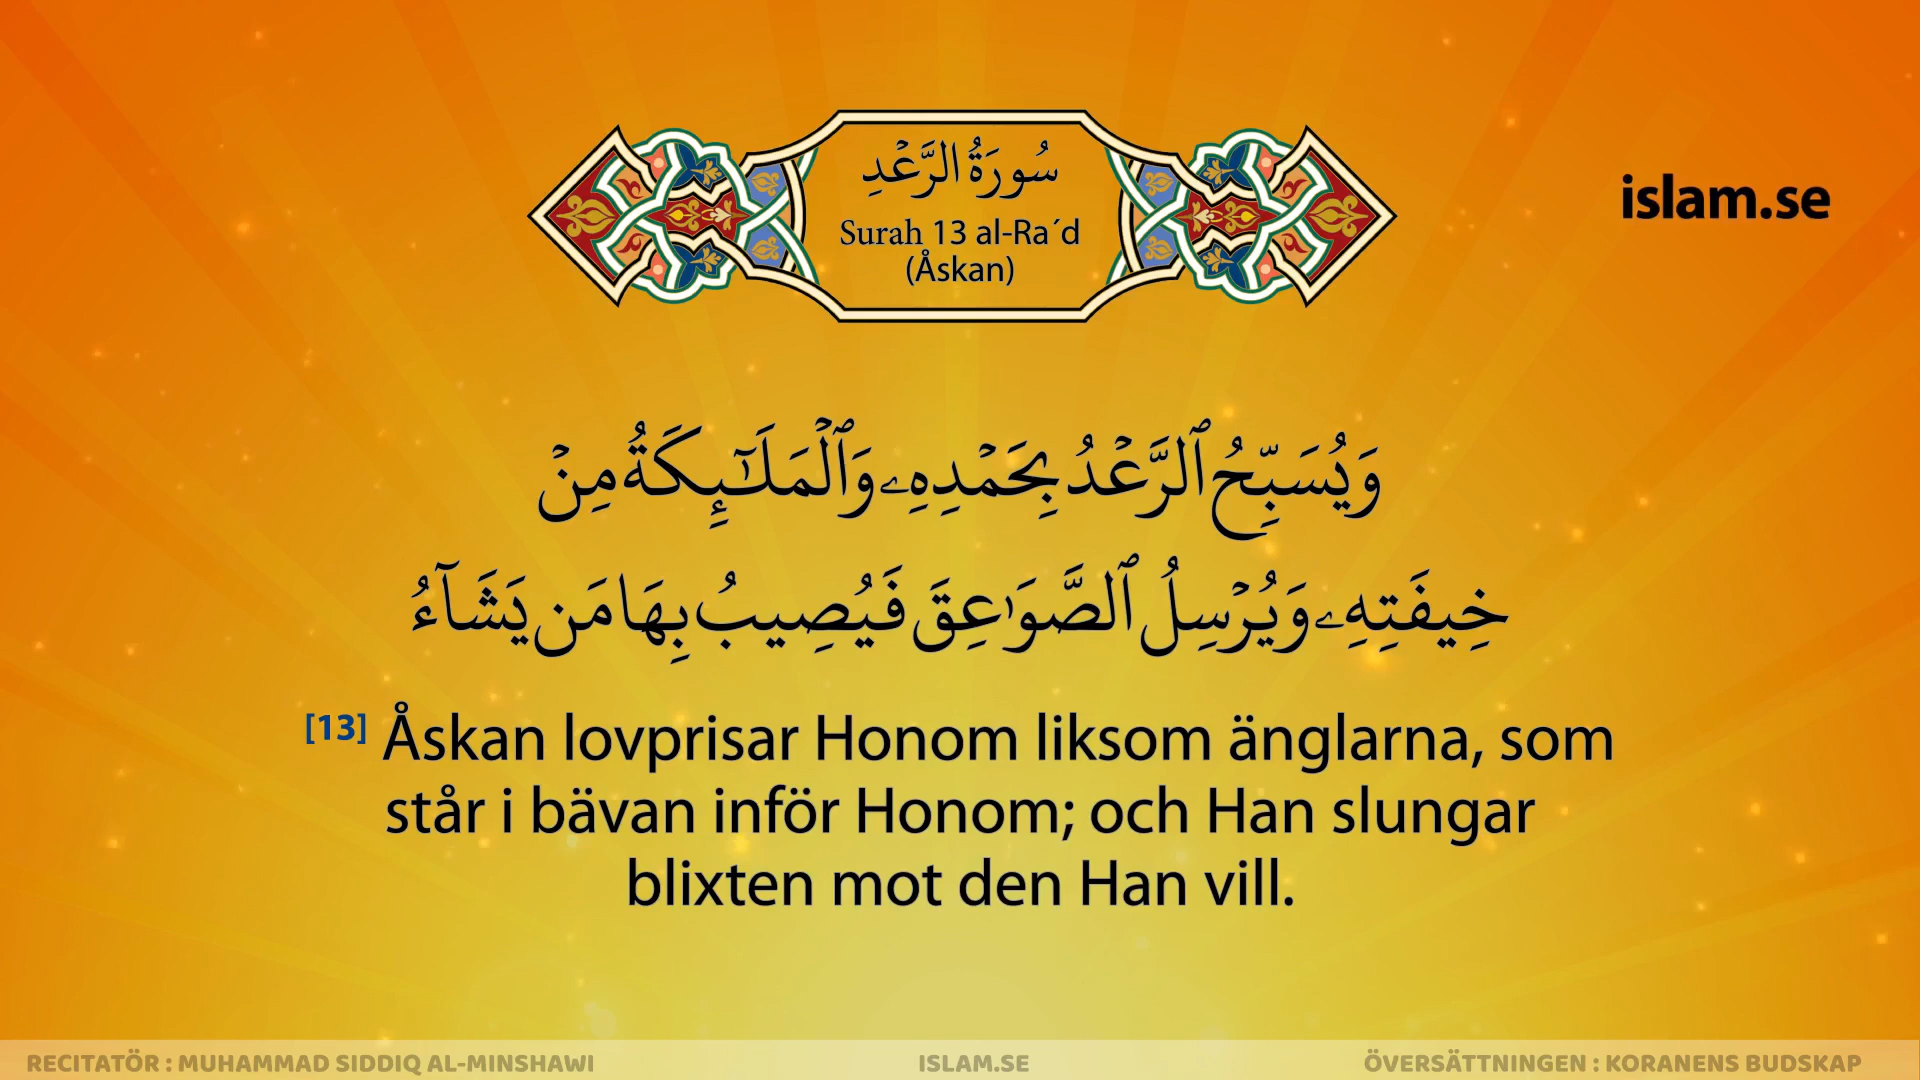 سُورَةُ الرَّعْدِ
Surah 13 al-Ra´d
(Åskan)
islam.se
وَيُسَبِّحُ ٱلرَّعْدُ بِحَمْدِهِۦ وَٱلْمَلَـٰٓئِكَةُ مِنْ
خِيفَتِهِۦ وَيُرْسِلُ ٱلصَّوَٰعِقَ فَيُصِيبُ بِهَا مَن يَشَآءُ
[13] Åskan lovprisar Honom liksom änglarna, som
står i bävan inför Honom; och Han slungar
blixten mot den Han vill.
RECITATÖR : MUHAMMAD SIDDIQ AL-MINSHAWI
ISLAM.SE
ÖVERSÄTTNINGEN : KORANENS BUDSKAP